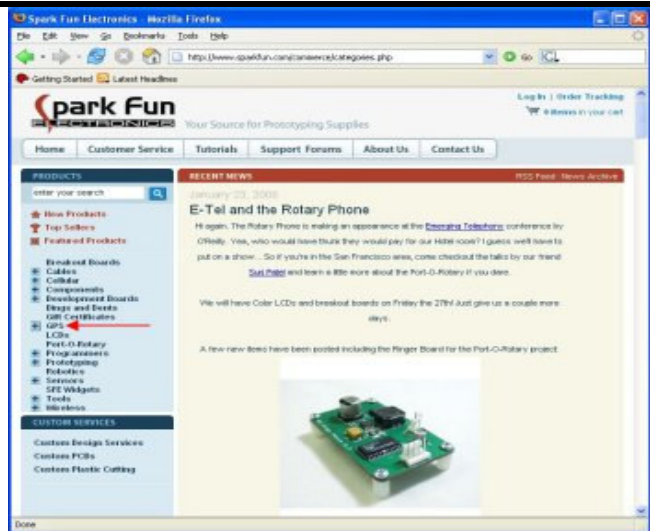 Spark Fun Electronics - Mozilla Firefox
File Edit View Go Bookmarks Tools Help
http://www.sparkfun.com/commerce/categories.php
Go
Getting Started Latest Headlines
Log In | Order Tracking
0 items in your cart
park Fun
ELECTRONICS
Your Source for Prototyping Supplies
Home Customer Service Tutorials Support Forums About Us Contact Us
PRODUCTS
enter your search
New Products
Top Sellers
Featured Products
Breakout Boards
Cables
Cellular
Components
Development Boards
Dings and Dents
Gift Certificates
GPS
LCDs
Port-O-Rotary
Programmers
Prototyping
Robotics
Sensors
SFE Widgets
Tools
Wireless
CUSTOM SERVICES
Custom Design Services
Custom PCBs
Custom Plastic Cutting
RECENT NEWS
RSS Feed News Archive
January 23, 2006
E-Tel and the Rotary Phone
Hi again. The Rotary Phone is making an appearance at the Emerging Telephony conference by
O'Reilly. Yea, who would have thunk they would pay for our Hotel room? I guess we'll have to
put on a show... So if you're in the San Francisco area, come checkout the talks by our friend
Suri Patel and learn a little more about the Port-O-Rotary if you dare.
We will have Color LCDs and breakout boards on Friday the 27th! Just give us a couple more
days.
A few new items have been posted including the Ringer Board for the Port-O-Rotary project
Done